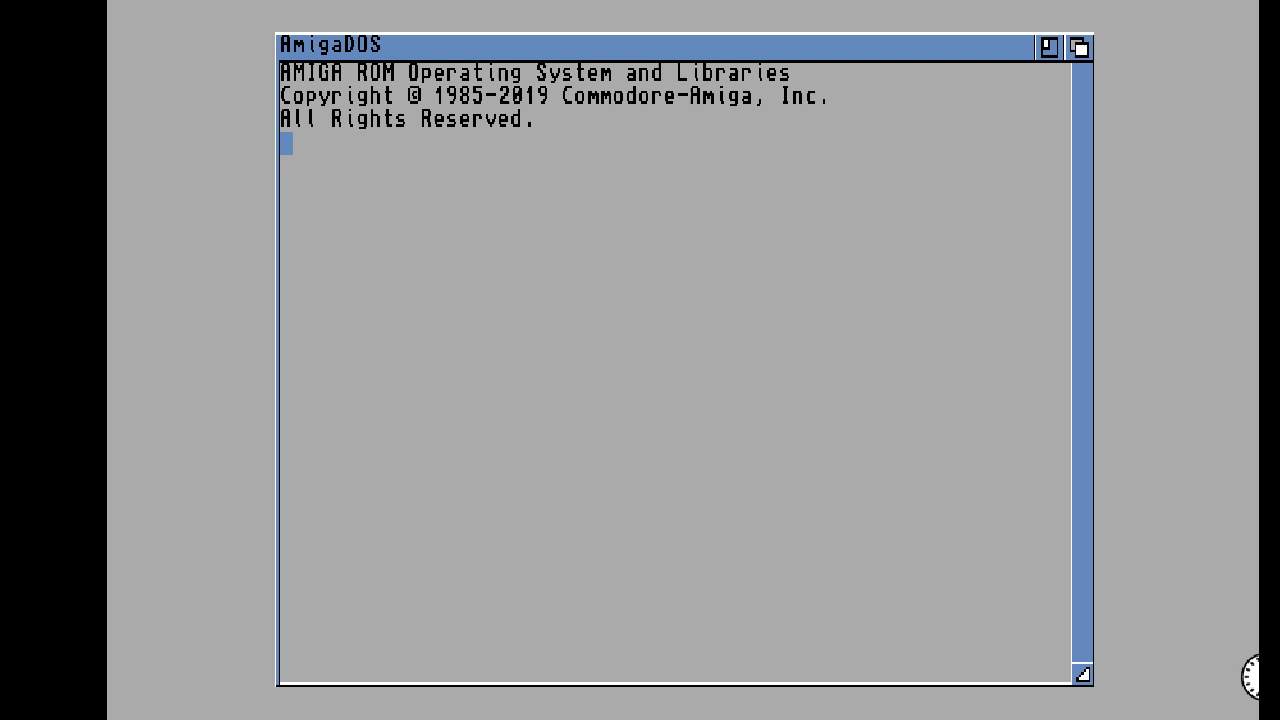 AmigaDOS
AMIGA ROM Operating System and Libraries
Copyright © 1985-2019 Commodore-Amiga, Inc.
All Rights Reserved.